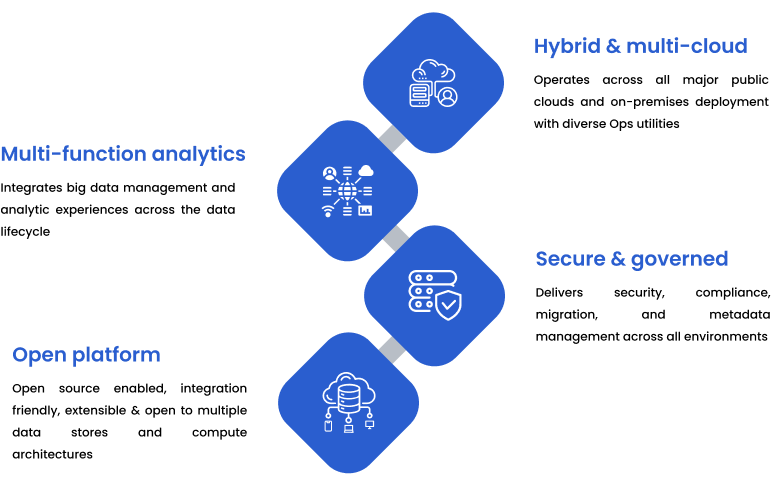 Hybrid & multi-cloud
Operates across all major public
clouds and on-premises deployment
with diverse Ops utilities
Multi-function analytics
Integrates big data management and
analytic experiences across the data
lifecycle
Secure & governed
Delivers security, compliance,
migration, and metadata
management across all environments
Open platform
Open source enabled, integration
friendly, extensible & open to multiple
data stores and compute
architectures